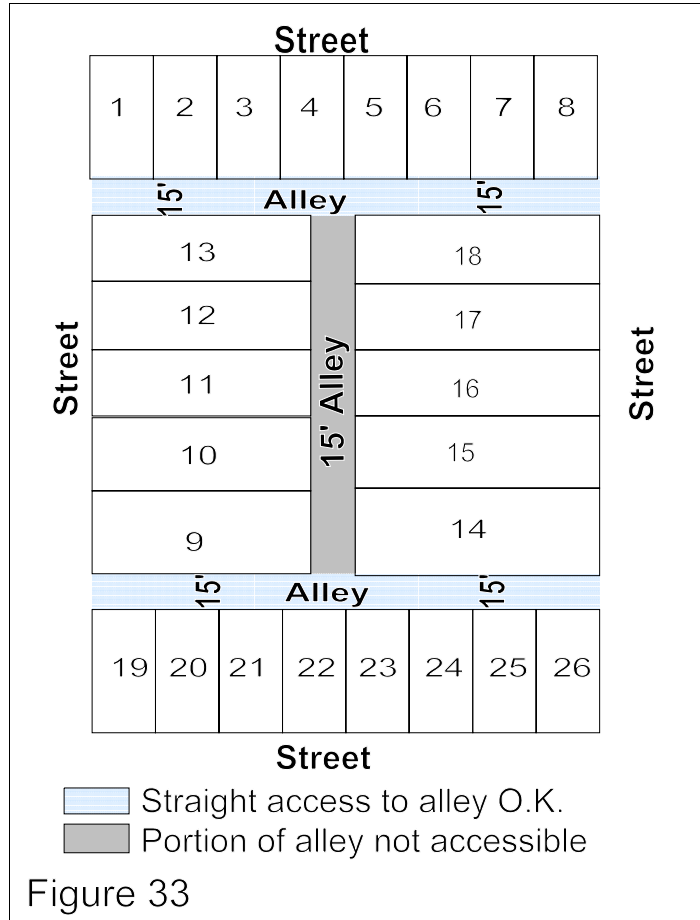 Street
1 2 3 4 5 6 7 8
15' Alley 15'
13 18
12 17
Street 11 15' Alley 16 Street
10 15
9 14
15' Alley 15'
19 20 21 22 23 24 25 26
Street
Straight access to alley O.K.
Portion of alley not accessible
Figure 33